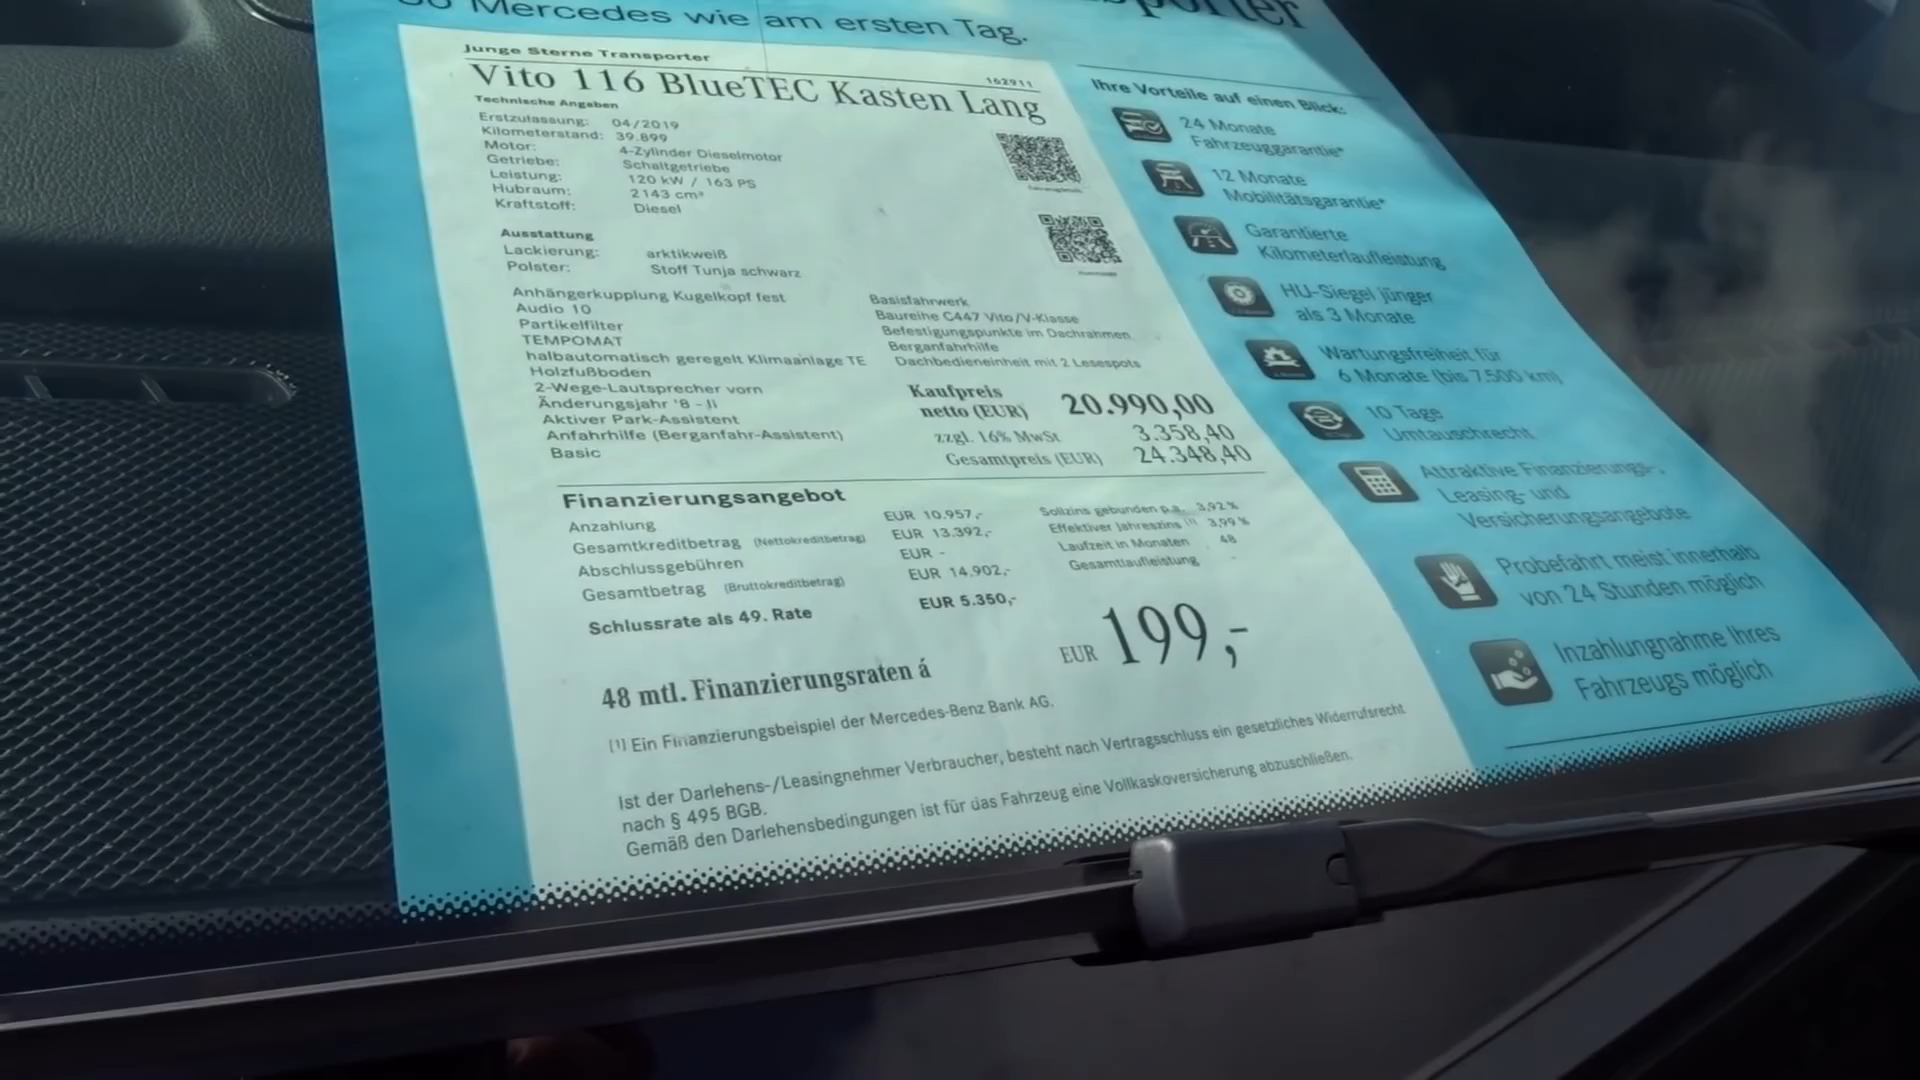 Mercedes wie am ersten Tag.
Junge Sterne Transporter
162911
Vito 116 BlueTEC Kasten Lang
Technische Angaben
Erstzulassung: 04/2019
Kilometerstand: 39.899
Motor: 4-Zylinder Dieselmotor
Getriebe: Schaltgetriebe
Leistung: 120 kW / 163 PS
Hubraum: 2143 cm³
Kraftstoff: Diesel
Ausstattung
Lackierung: arktikweiß
Polster: Stoff Tunja schwarz
Anhängerkupplung Kugelkopf fest
Audio 10
Partikelfilter
TEMPOMAT
halbautomatisch geregelt Klimaanlage TE
Holzfußboden
2-Wege-Lautsprecher vorn
Änderungsjahr '8 - II
Aktiver Park-Assistent
Anfahrhilfe (Berganfahr-Assistent)
Basic
Basisfahrwerk
Baureihe C447 Vito/V-Klasse
Befestigungspunkte im Dachrahmen
Berganfahrhilfe
Dachbedieneinheit mit 2 Lesespots
Kaufpreis
netto (EUR) 20.990,00
zzgl. 16% MwSt 3.358,40
Gesamtpreis (EUR) 24.348,40
Finanzierungsangebot
Anzahlung EUR 10.957,-
Gesamtkreditbetrag (Nettokreditbetrag) EUR 13.392,-
Abschlussgebühren EUR -
Gesamtbetrag (Bruttokreditbetrag) EUR 14.902,-
Schlussrate als 49. Rate EUR 5.350,-
Sollzins gebunden p.a. 3,92 %
Effektiver Jahreszins [1] 3,99 %
Laufzeit in Monaten 48
Gesamtlaufleistung -
48 mtl. Finanzierungsraten á EUR 199,-
[1] Ein Finanzierungsbeispiel der Mercedes-Benz Bank AG.
Ist der Darlehens-/Leasingnehmer Verbraucher, besteht nach Vertragsschluss ein gesetzliches Widerrufsrecht
nach § 495 BGB.
Gemäß den Darlehensbedingungen ist für das Fahrzeug eine Vollkaskoversicherung abzuschließen.
Ihre Vorteile auf einen Blick:
24 Monate
Fahrzeuggarantie*
12 Monate
Mobilitätsgarantie*
Garantierte
Kilometerlaufleistung
HU-Siegel jünger
als 3 Monate
Wartungsfreiheit für
6 Monate (bis 7.500 km)
10 Tage
Umtauschrecht
Attraktive Finanzierungs-,
Leasing- und
Versicherungsangebote
Probefahrt meist innerhalb
von 24 Stunden möglich
Inzahlungnahme Ihres
Fahrzeugs möglich